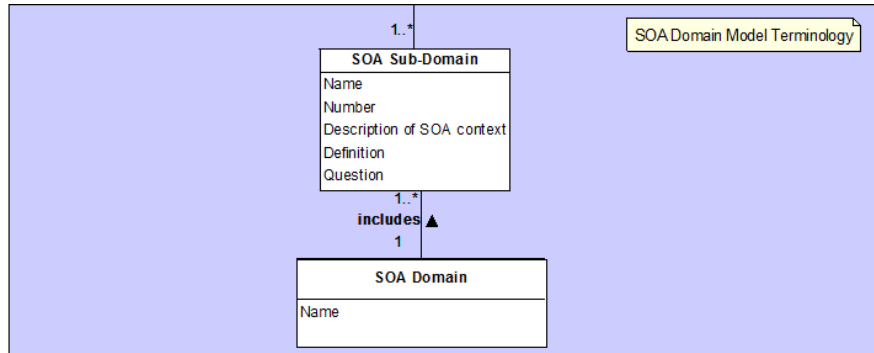 1..*
SOA Domain Model Terminology
SOA Sub-Domain
Name
Number
Description of SOA context
Definition
Question
1..*
includes
1
SOA Domain
Name